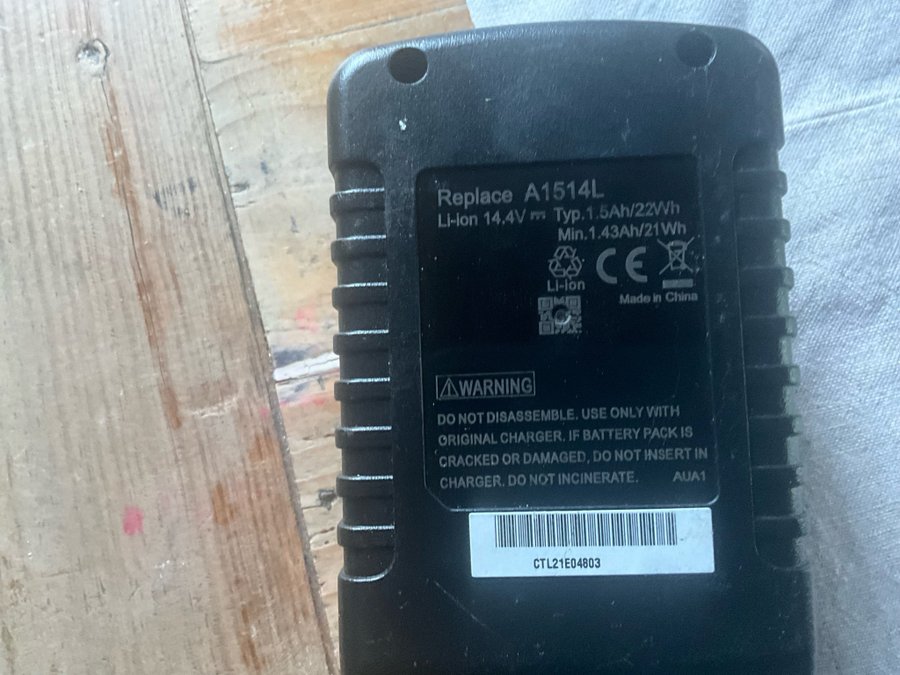 Replace A1514L
Li-ion 14.4V ⎓ Typ.1.5Ah/22Wh
Min.1.43Ah/21Wh
CE
Li-ion
Made in China
WARNING
DO NOT DISASSEMBLE. USE ONLY WITH
ORIGINAL CHARGER. IF BATTERY PACK IS
CRACKED OR DAMAGED, DO NOT INSERT IN
CHARGER. DO NOT INCINERATE. AUA1
CTL21E04803